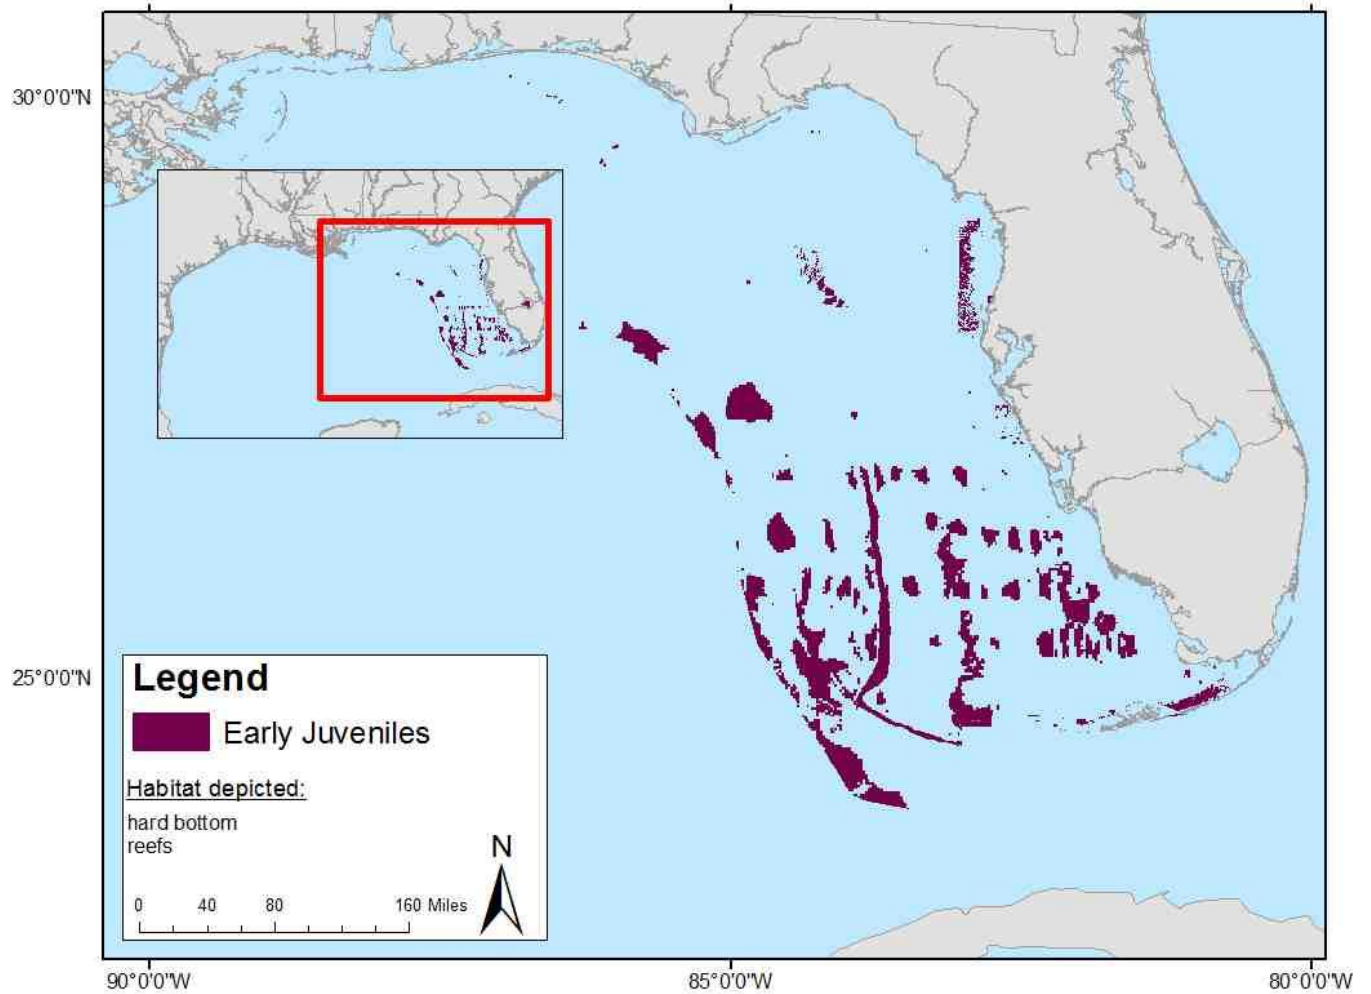 30°0'0"N
25°0'0"N
Legend
Early Juveniles
Habitat depicted:
hard bottom
reefs
N
0 40 80 160 Miles
90°0'0"W 85°0'0"W 80°0'0"W